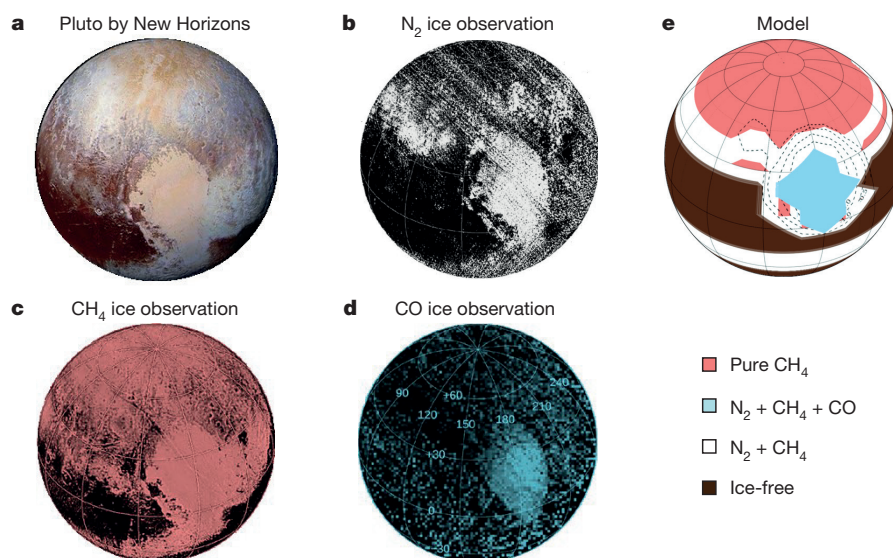 a Pluto by New Horizons
b N₂ ice observation
e Model
c CH₄ ice observation
d CO ice observation
90
+60
240
120
210
150
180
+30
0
-30
Pure CH₄
N₂ + CH₄ + CO
N₂ + CH₄
Ice-free